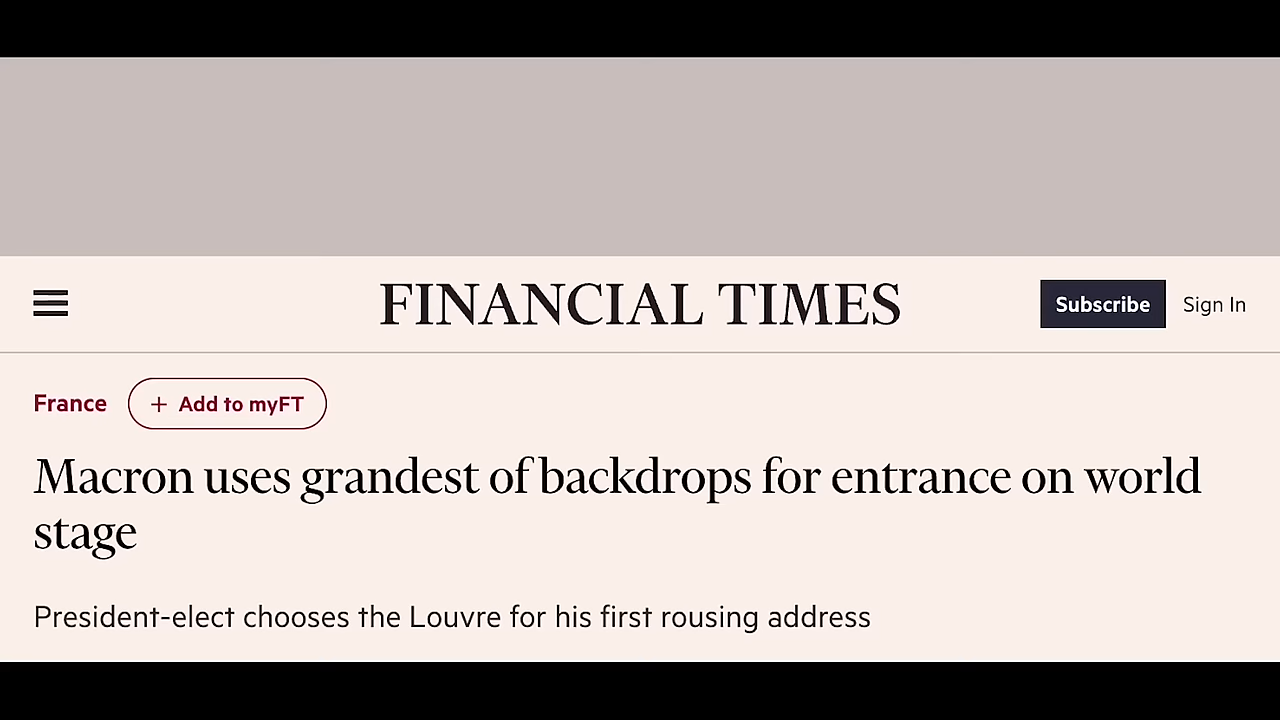 FINANCIAL TIMES
Subscribe
Sign In
France
+ Add to myFT
Macron uses grandest of backdrops for entrance on world
stage
President-elect chooses the Louvre for his first rousing address